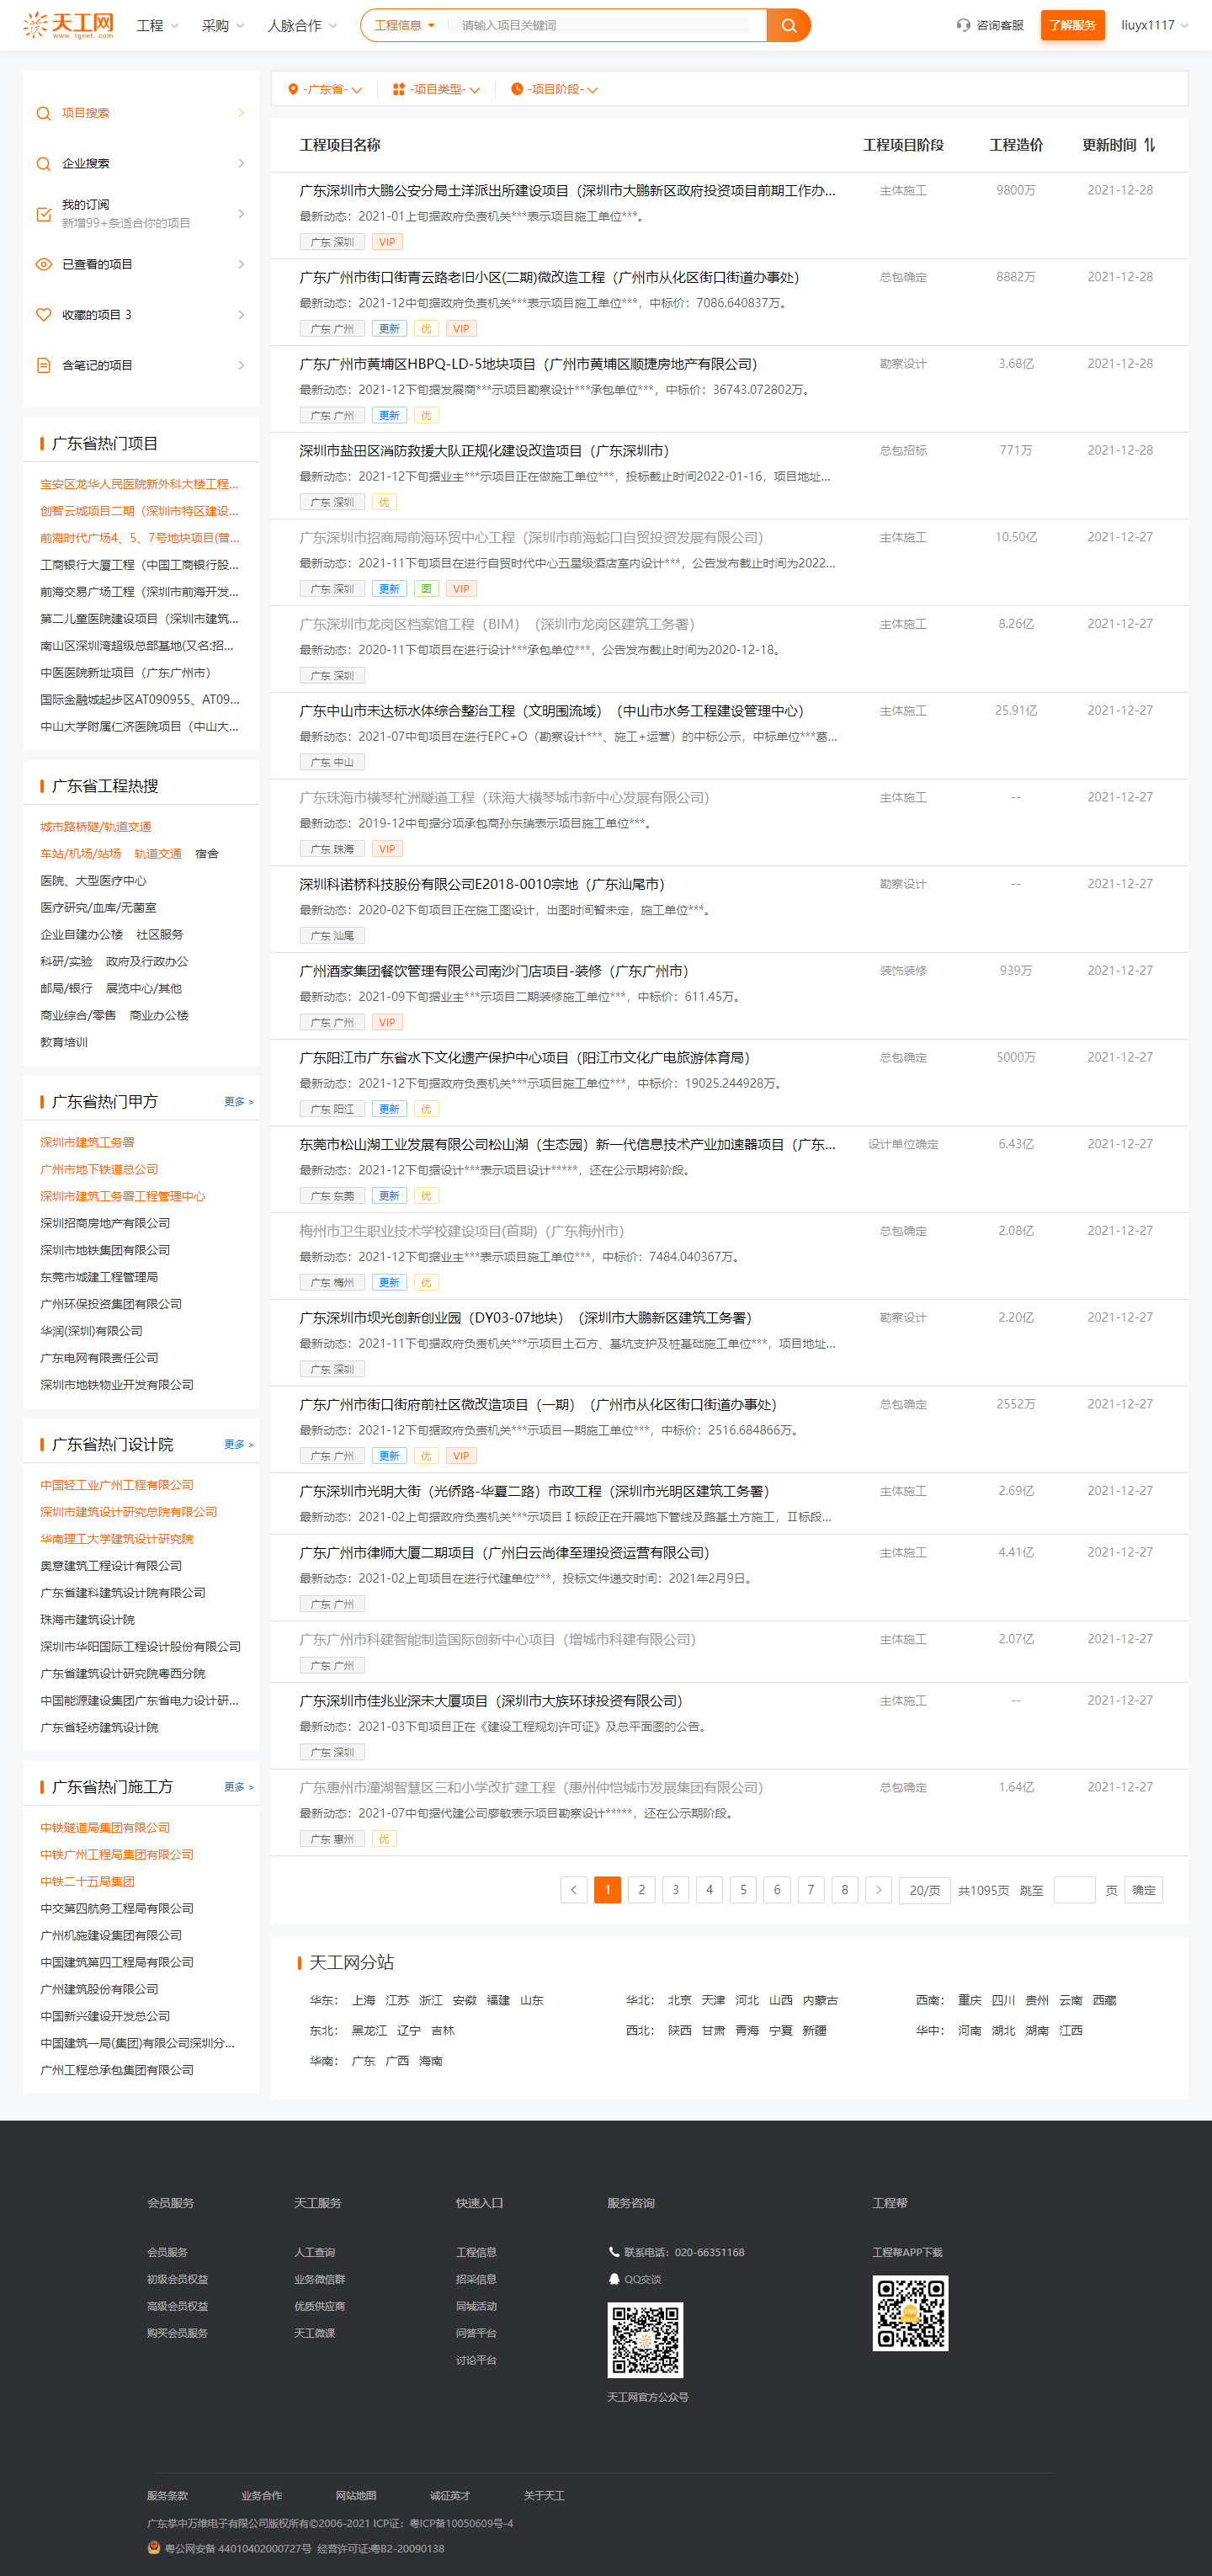 天工网
www.tgnet.com
工程
采购
人脉合作
工程信息
请输入项目关键词
咨询客服
了解服务
liuyx1117
项目搜索
企业搜索
我的订阅
新增99+条适合你的项目
已查看的项目
收藏的项目 3
含笔记的项目
广东省热门项目
宝安区龙华人民医院新外科大楼工程...
创智云城项目二期（深圳市特区建设...
前海时代广场4、5、7号地块项目(曾...
工商银行大厦工程（中国工商银行股...
前海交易广场工程（深圳市前海开发...
第二儿童医院建设项目（深圳市建筑...
南山区深圳湾超级总部基地(又名:招...
中医医院新址项目（广东广州市）
国际金融城起步区AT090955、AT09...
中山大学附属仁济医院项目（中山大...
广东省工程热搜
城市路桥隧/轨道交通
车站/机场/站场 轨道交通 宿舍
医院、大型医疗中心
医疗研究/血库/无菌室
企业自建办公楼 社区服务
科研/实验 政府及行政办公
邮局/银行 展览中心/其他
商业综合/零售 商业办公楼
教育培训
广东省热门甲方 更多 >
深圳市建筑工务署
广州市地下铁道总公司
深圳市建筑工务署工程管理中心
深圳招商房地产有限公司
深圳市地铁集团有限公司
东莞市城建工程管理局
广州环保投资集团有限公司
华润(深圳)有限公司
广东电网有限责任公司
深圳市地铁物业开发有限公司
广东省热门设计院 更多 >
中国轻工业广州工程有限公司
深圳市建筑设计研究总院有限公司
华南理工大学建筑设计研究院
奥意建筑工程设计有限公司
广东省建科建筑设计院有限公司
珠海市建筑设计院
深圳市华阳国际工程设计股份有限公司
广东省建筑设计研究院粤西分院
中国能源建设集团广东省电力设计研...
广东省轻纺建筑设计院
广东省热门施工方 更多 >
中铁隧道局集团有限公司
中铁广州工程局集团有限公司
中铁二十五局集团
中交第四航务工程局有限公司
广州机施建设集团有限公司
中国建筑第四工程局有限公司
广州建筑股份有限公司
中国新兴建设开发总公司
中国建筑一局(集团)有限公司深圳分...
广州工程总承包集团有限公司
-广东省- -项目类型- -项目阶段-
工程项目名称 工程项目阶段 工程造价 更新时间
广东深圳市大鹏公安分局土洋派出所建设项目（深圳市大鹏新区政府投资项目前期工作办... 主体施工 9800万 2021-12-28
最新动态：2021-01上旬据政府负责机关***表示项目施工单位***。
广东 深圳 VIP
广东广州市街口街青云路老旧小区(二期)微改造工程（广州市从化区街口街道办事处） 总包确定 8882万 2021-12-28
最新动态：2021-12中旬据政府负责机关***表示项目施工单位***，中标价：7086.640837万。
广东 广州 更新 优 VIP
广东广州市黄埔区HBPQ-LD-5地块项目（广州市黄埔区顺捷房地产有限公司） 勘察设计 3.68亿 2021-12-28
最新动态：2021-12下旬据发展商***示项目勘察设计***承包单位***，中标价：36743.072802万。
广东 广州 更新 优
深圳市盐田区消防救援大队正规化建设改造项目（广东深圳市） 总包招标 771万 2021-12-28
最新动态：2021-12下旬据业主***示项目正在做施工单位***，投标截止时间2022-01-16，项目地址...
广东 深圳 优
广东深圳市招商局前海环贸中心工程（深圳市前海蛇口自贸投资发展有限公司） 主体施工 10.50亿 2021-12-27
最新动态：2021-11下旬项目在进行自贸时代中心五星级酒店室内设计***，公告发布截止时间为2022...
广东 深圳 更新 图 VIP
广东深圳市龙岗区档案馆工程（BIM）（深圳市龙岗区建筑工务署） 主体施工 8.26亿 2021-12-27
最新动态：2020-11下旬项目在进行设计***承包单位***，公告发布截止时间为2020-12-18。
广东 深圳
广东中山市未达标水体综合整治工程（文明围流域）（中山市水务工程建设管理中心） 主体施工 25.91亿 2021-12-27
最新动态：2021-07中旬项目在进行EPC+O（勘察设计***、施工+运营）的中标公示，中标单位***葛...
广东 中山
广东珠海市横琴杧洲隧道工程（珠海大横琴城市新中心发展有限公司） 主体施工 -- 2021-12-27
最新动态：2019-12中旬据分项承包商孙东瑞表示项目施工单位***。
广东 珠海 VIP
深圳科诺桥科技股份有限公司E2018-0010宗地（广东汕尾市） 勘察设计 -- 2021-12-27
最新动态：2020-02下旬项目正在施工图设计，出图时间暂未定，施工单位***。
广东 汕尾
广州酒家集团餐饮管理有限公司南沙门店项目-装修（广东广州市） 装饰装修 939万 2021-12-27
最新动态：2021-09下旬据业主***示项目二期装修施工单位***，中标价：611.45万。
广东 广州 VIP
广东阳江市广东省水下文化遗产保护中心项目（阳江市文化广电旅游体育局） 总包确定 5000万 2021-12-27
最新动态：2021-12下旬据政府负责机关***示项目施工单位***，中标价：19025.244928万。
广东 阳江 更新 优
东莞市松山湖工业发展有限公司松山湖（生态园）新一代信息技术产业加速器项目（广东... 设计单位确定 6.43亿 2021-12-27
最新动态：2021-12下旬据设计***表示项目设计*****，还在公示期将阶段。
广东 东莞 更新 优
梅州市卫生职业技术学校建设项目(首期)（广东梅州市） 总包确定 2.08亿 2021-12-27
最新动态：2021-12下旬据业主***表示项目施工单位***，中标价：7484.040367万。
广东 梅州 更新 优
广东深圳市坝光创新创业园（DY03-07地块）（深圳市大鹏新区建筑工务署） 勘察设计 2.20亿 2021-12-27
最新动态：2021-11下旬据政府负责机关***示项目土石方、基坑支护及桩基础施工单位***，项目地址...
广东 深圳
广东广州市街口街府前社区微改造项目（一期）（广州市从化区街口街道办事处） 总包确定 2552万 2021-12-27
最新动态：2021-12下旬据政府负责机关***示项目一期施工单位***，中标价：2516.684866万。
广东 广州 更新 优 VIP
广东深圳市光明大街（光侨路-华夏二路）市政工程（深圳市光明区建筑工务署） 主体施工 2.69亿 2021-12-27
最新动态：2021-02上旬据政府负责机关***示项目Ⅰ标段正在开展地下管线及路基土方施工，Ⅱ标段...
广东广州市律师大厦二期项目（广州白云尚律至理投资运营有限公司） 主体施工 4.41亿 2021-12-27
最新动态：2021-02上旬项目在进行代建单位***，投标文件递交时间：2021年2月9日。
广东 广州
广东广州市科建智能制造国际创新中心项目（增城市科建有限公司） 主体施工 2.07亿 2021-12-27
广东 广州
广东深圳市佳兆业深未大厦项目（深圳市大族环球投资有限公司） 主体施工 -- 2021-12-27
最新动态：2021-03下旬项目正在《建设工程规划许可证》及总平面图的公告。
广东 深圳
广东惠州市潼湖智慧区三和小学改扩建工程（惠州仲恺城市发展集团有限公司） 总包确定 1.64亿 2021-12-27
最新动态：2021-07中旬据代建公司廖敏表示项目勘察设计*****，还在公示期阶段。
广东 惠州 优
< 1 2 3 4 5 6 7 8 > 20/页 共1095页 跳至 页 确定
天工网分站
华东： 上海 江苏 浙江 安徽 福建 山东
华北： 北京 天津 河北 山西 内蒙古
西南： 重庆 四川 贵州 云南 西藏
东北： 黑龙江 辽宁 吉林
西北： 陕西 甘肃 青海 宁夏 新疆
华中： 河南 湖北 湖南 江西
华南： 广东 广西 海南
会员服务
会员服务
初级会员权益
高级会员权益
购买会员服务
天工服务
人工查询
业务微信群
优质供应商
天工微课
快速入口
工程信息
招采信息
同城活动
问答平台
讨论平台
服务咨询
联系电话：020-66351168
QQ交谈
天工网官方公众号
工程帮
工程帮APP下载
服务条款 业务合作 网站地图 诚征英才 关于天工
广东掌中万维电子有限公司版权所有©2006-2021 ICP证：粤ICP备10050609号-4
粤公网安备 44010402000727号 经营许可证:粤B2-20090138